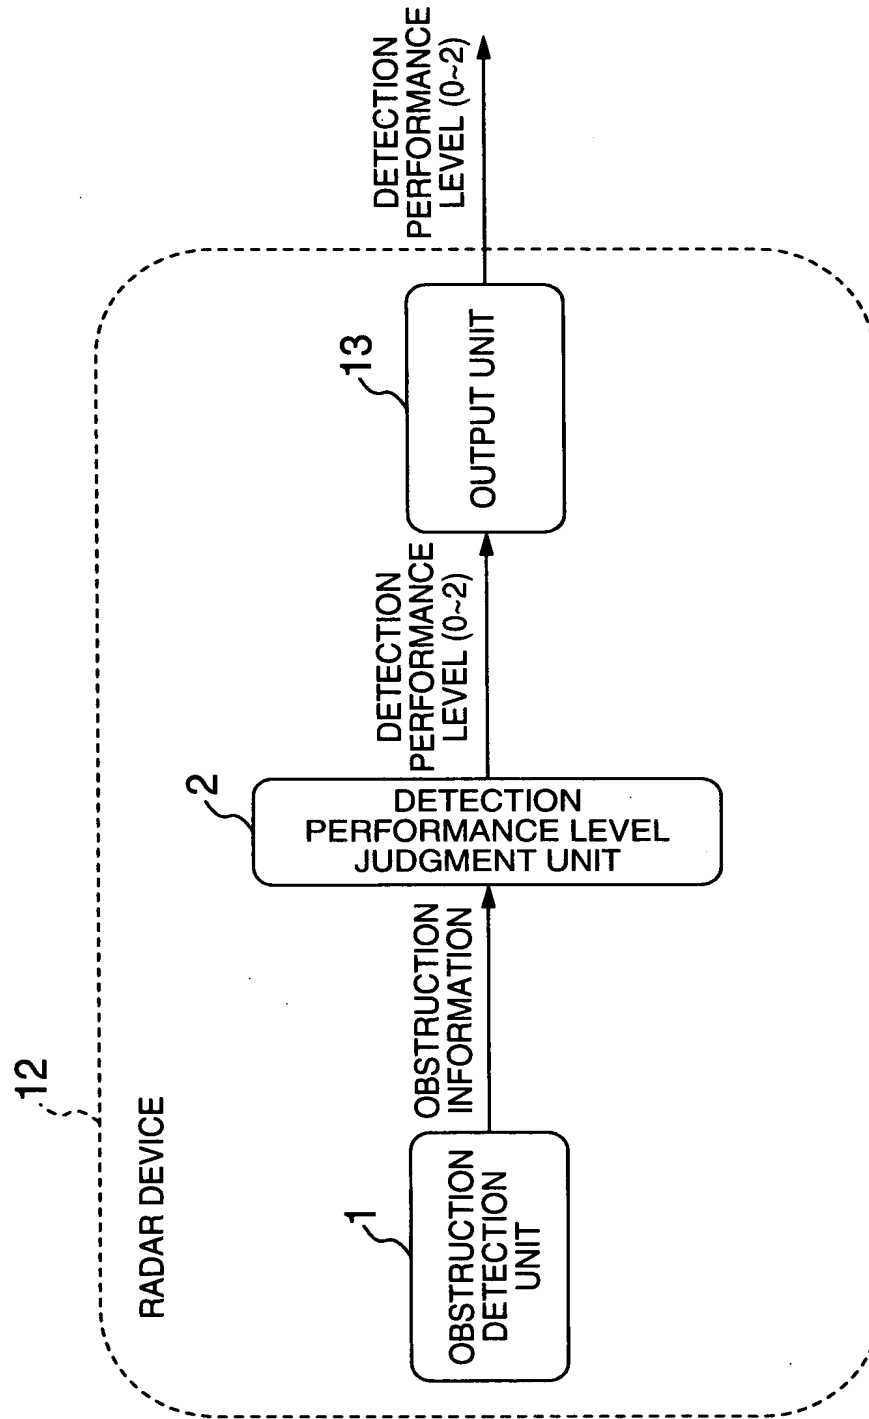 12
RADAR DEVICE
1
OBSTRUCTION
DETECTION
UNIT
OBSTRUCTION
INFORMATION
2
DETECTION
PERFORMANCE LEVEL
JUDGMENT UNIT
DETECTION
PERFORMANCE
LEVEL (0~2)
13
OUTPUT UNIT
DETECTION
PERFORMANCE
LEVEL (0~2)